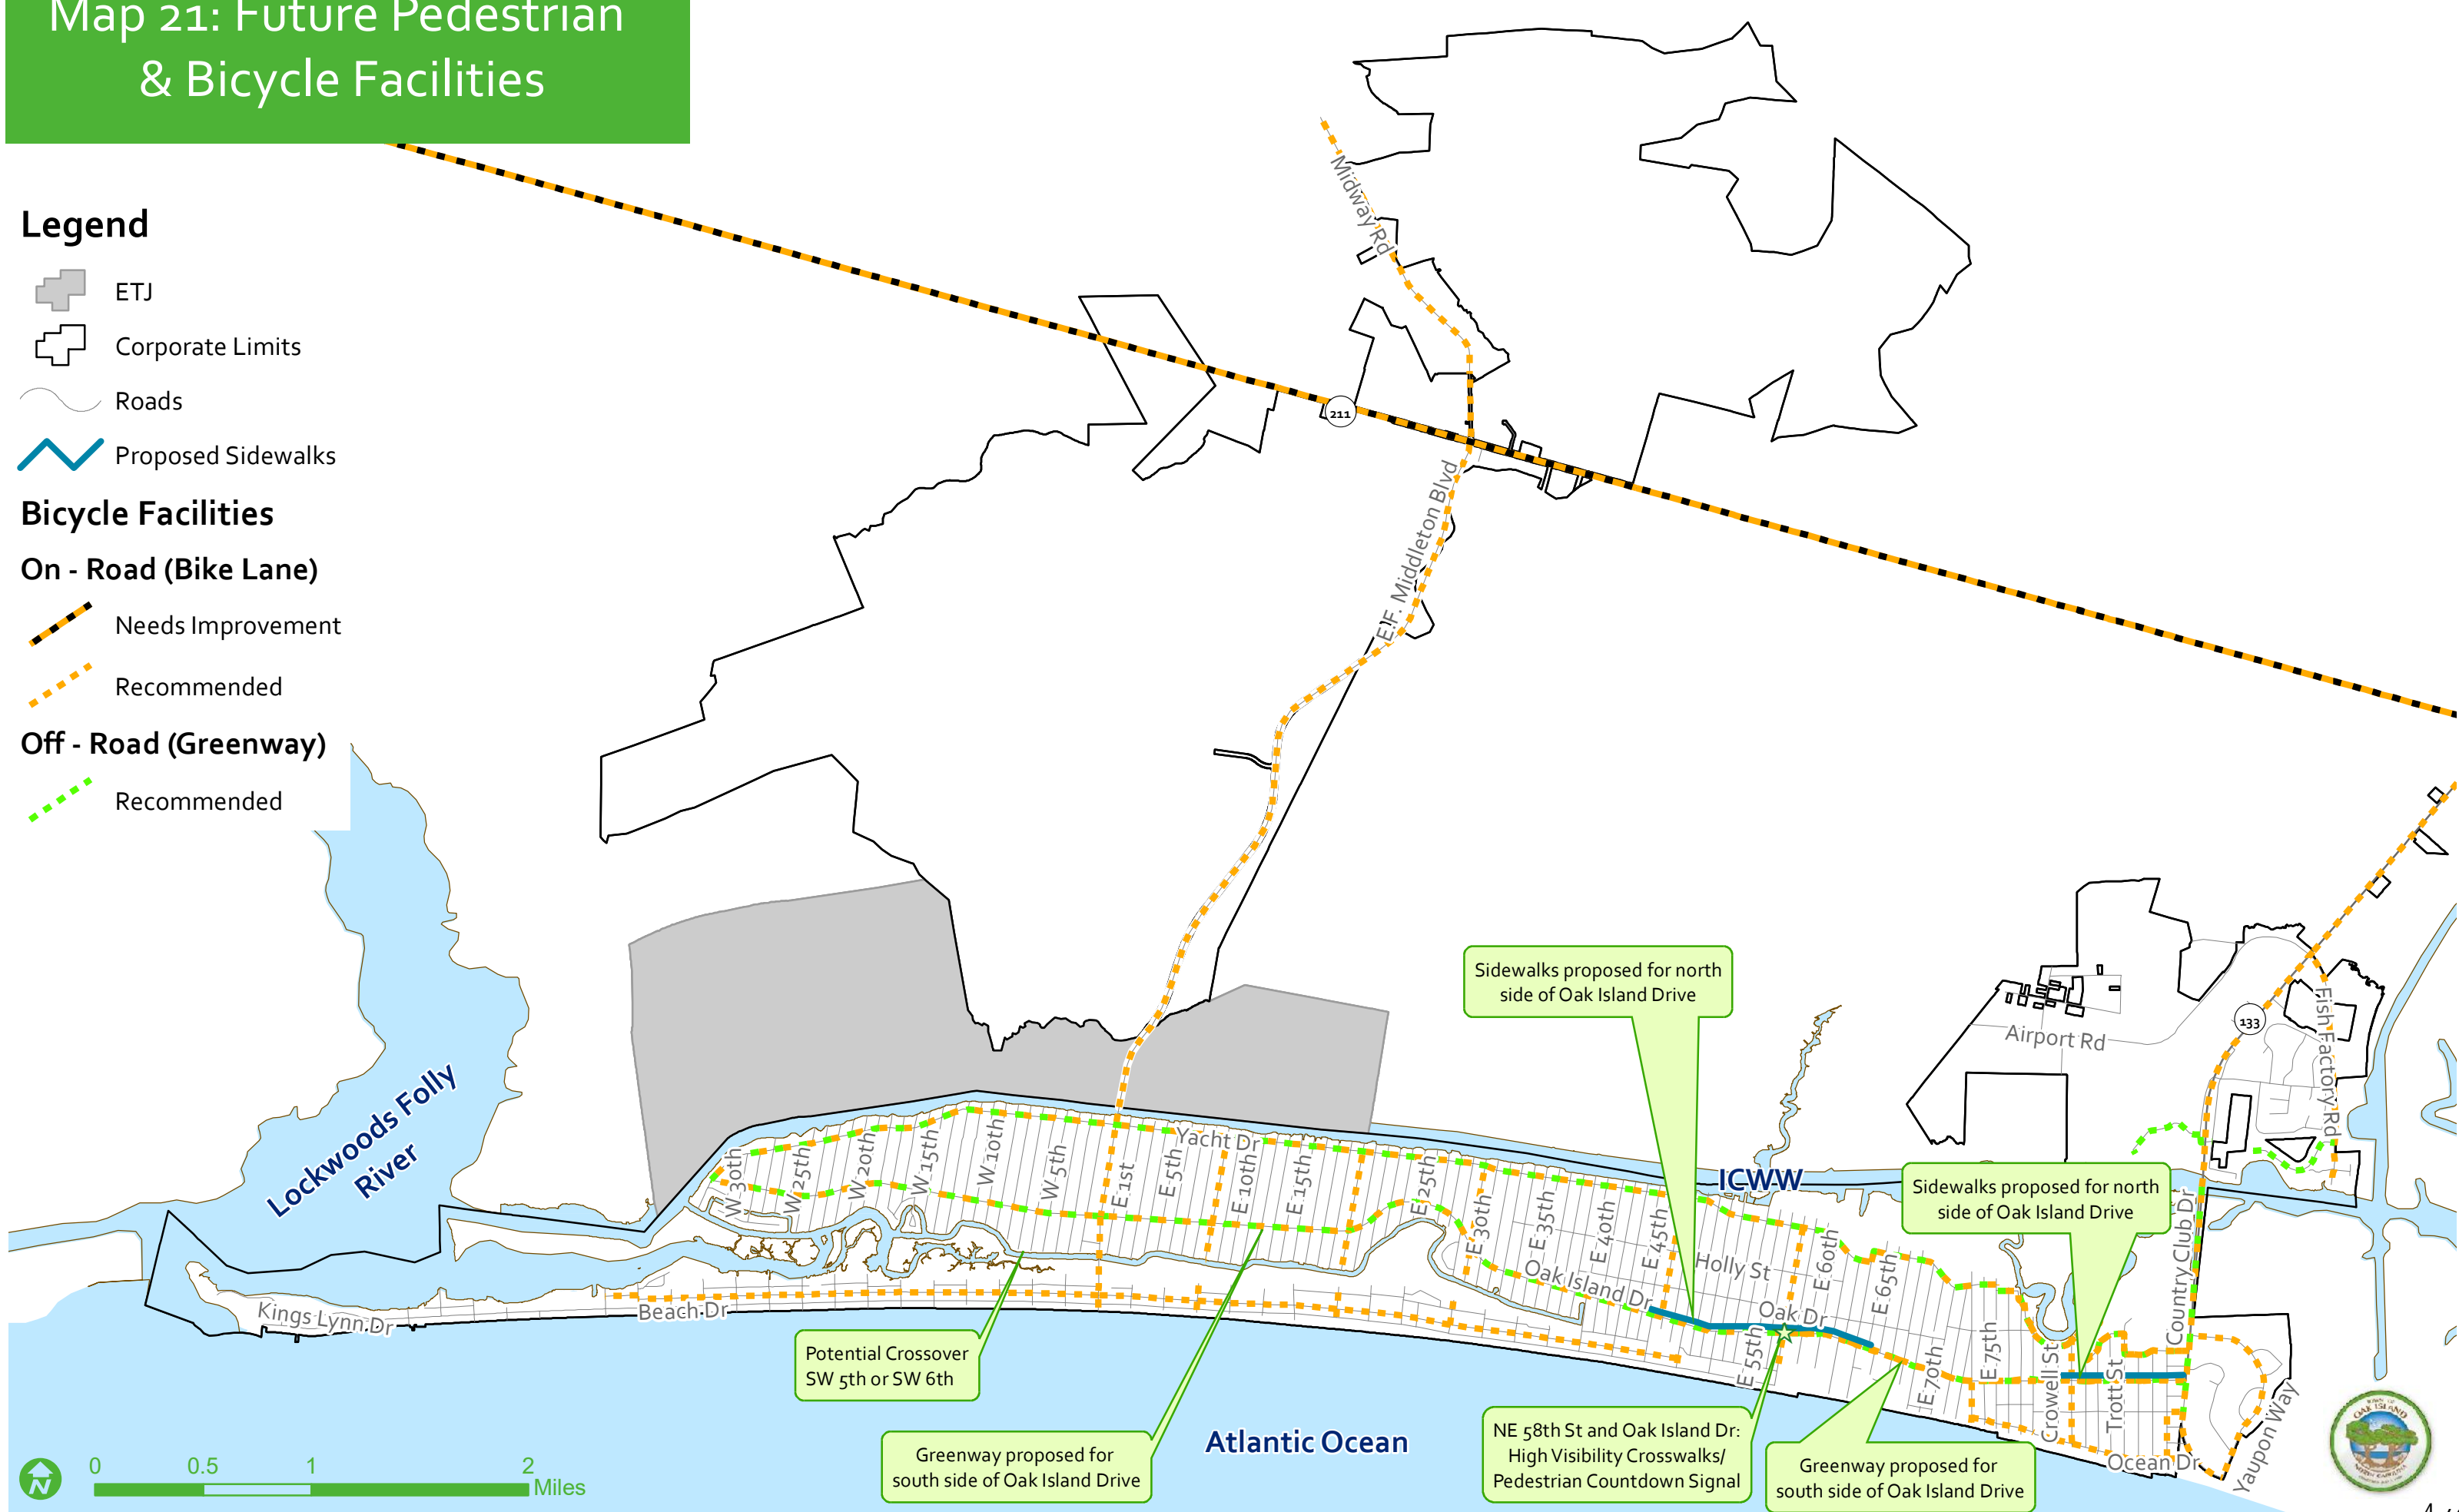 Map 21: Future Pedestrian
& Bicycle Facilities
Legend
ETJ
Corporate Limits
Roads
Proposed Sidewalks
Bicycle Facilities
On - Road (Bike Lane)
Needs Improvement
Recommended
Off - Road (Greenway)
Recommended
Midway Rd
211
E.F. Middleton Blvd
Lockwoods Folly
River
Sidewalks proposed for north
side of Oak Island Drive
Airport Rd
133
Fish Factory Rd
ICWW
Sidewalks proposed for north
side of Oak Island Drive
Country Club Dr
Yacht Dr
W 30th
W 25th
W 20th
W 15th
W 10th
W 5th
E 1st
E 5th
E 10th
E 15th
E 25th
E 30th
E 35th
E 40th
E 45th
Holly St
E 60th
E 65th
Oak Island Dr
Oak Dr
E 55th
E 70th
E 75th
Crowell St
Trott St
Kings Lynn Dr
Beach Dr
Potential Crossover
SW 5th or SW 6th
Greenway proposed for
south side of Oak Island Drive
Atlantic Ocean
NE 58th St and Oak Island Dr:
High Visibility Crosswalks/
Pedestrian Countdown Signal
Greenway proposed for
south side of Oak Island Drive
Ocean Dr
Yaupon Way
OAK ISLAND
N
0 0.5 1 2
Miles